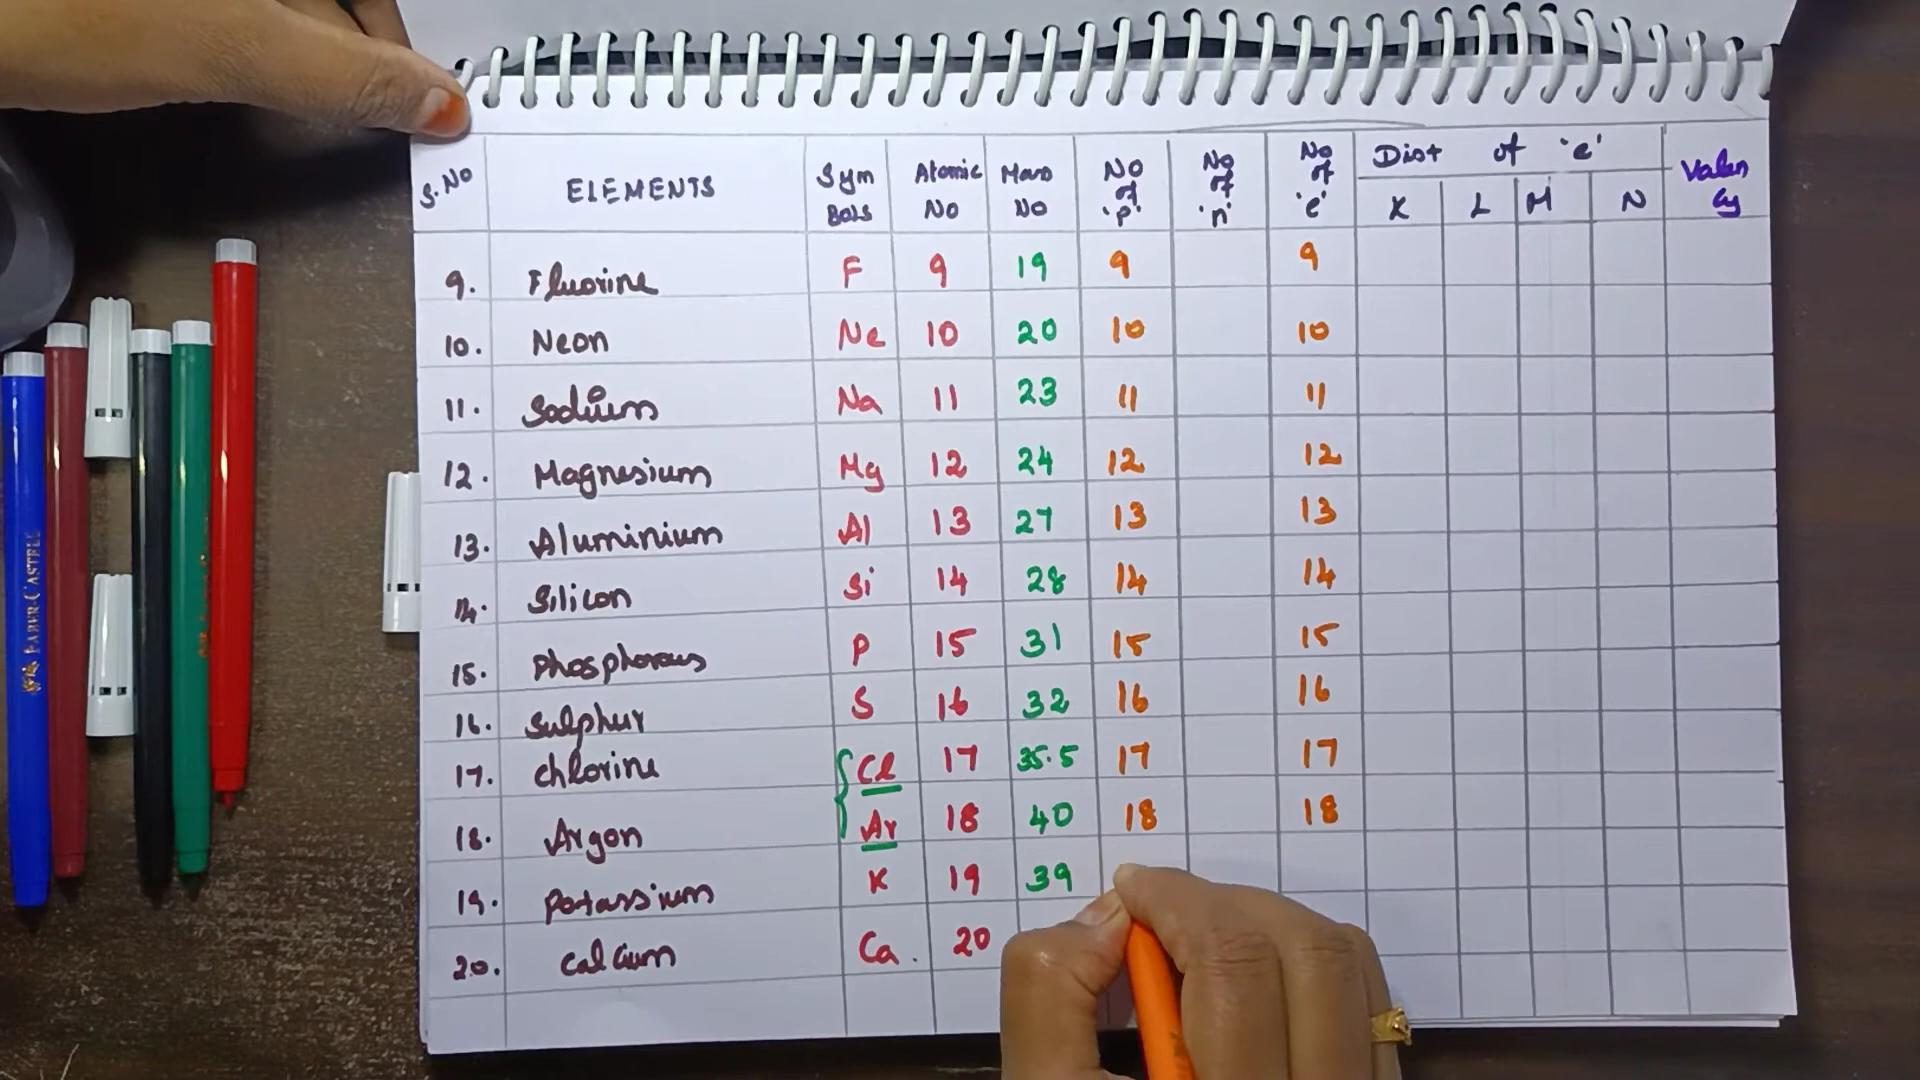 S.No ELEMENTS Sym Bols Atomic No Mass No No of 'p' No of 'n' No of 'e' Dist of 'e' K L M N Valen cy
9. Fluorine F 9 19 9 9
10. Neon Ne 10 20 10 10
11. Sodium Na 11 23 11 11
12. Magnesium Mg 12 24 12 12
13. Aluminium Al 13 27 13 13
14. Silicon Si 14 28 14 14
15. Phosphorous P 15 31 15 15
16. Sulphur S 16 32 16 16
17. Chlorine Cl 17 35.5 17 17
18. Argon Ar 18 40 18 18
19. Potassium K 19 39
20. Calcium Ca. 20
FABER-CASTELL